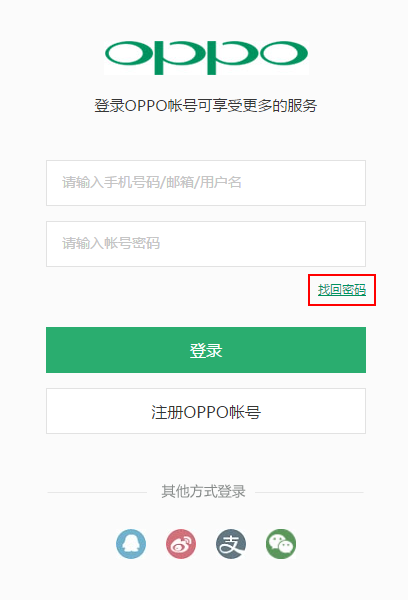 oppo
登录OPPO帐号可享受更多的服务
请输入手机号码/邮箱/用户名
请输入帐号密码
找回密码
登录
注册OPPO帐号
其他方式登录
支